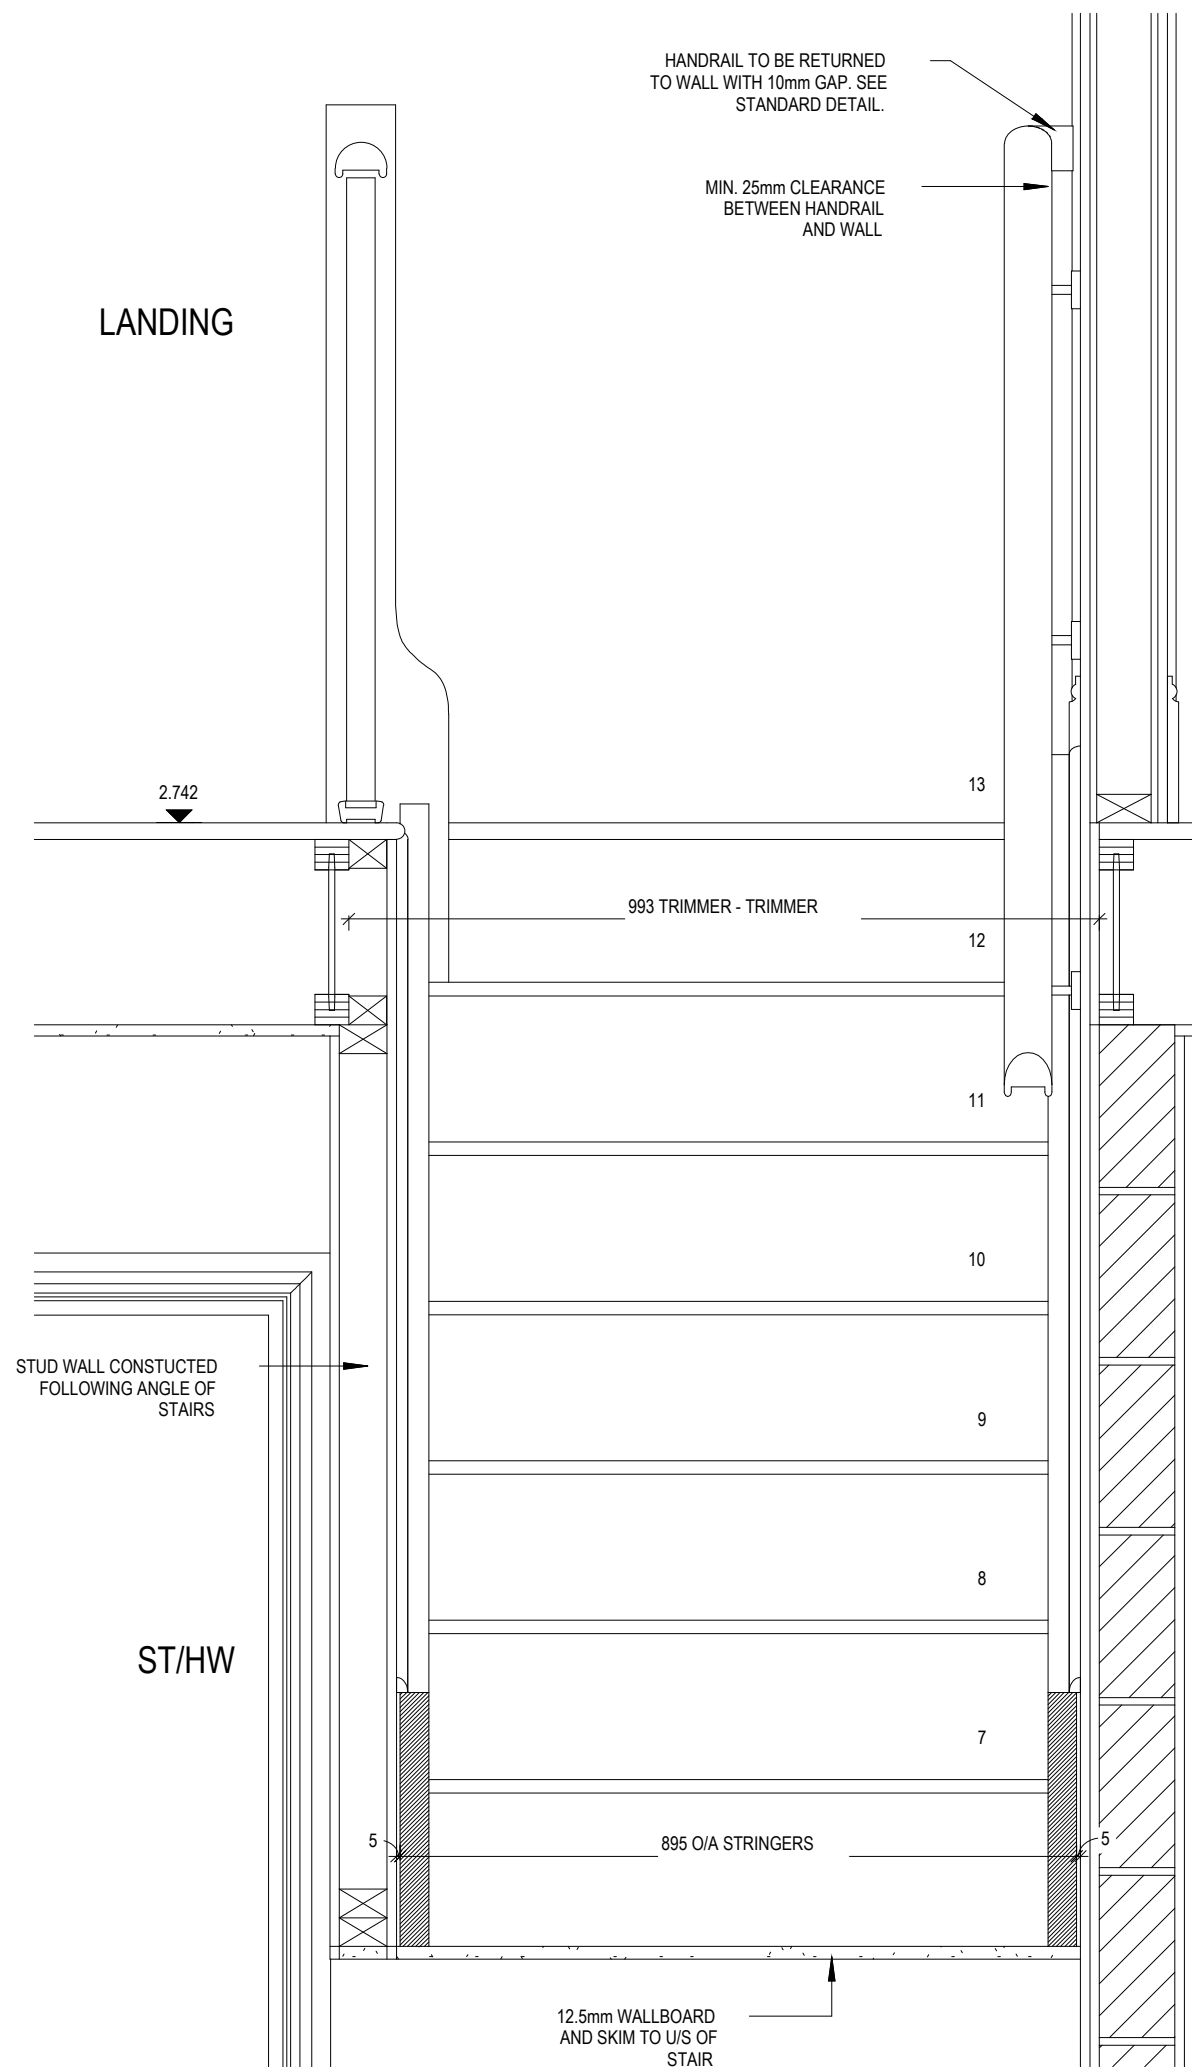 HANDRAIL TO BE RETURNED
TO WALL WITH 10mm GAP. SEE
STANDARD DETAIL.
MIN. 25mm CLEARANCE
BETWEEN HANDRAIL
AND WALL
LANDING
13
2.742
993 TRIMMER - TRIMMER
12
11
10
STUD WALL CONSTUCTED
FOLLOWING ANGLE OF
STAIRS
9
8
ST/HW
7
5
895 O/A STRINGERS
5
12.5mm WALLBOARD
AND SKIM TO U/S OF
STAIR